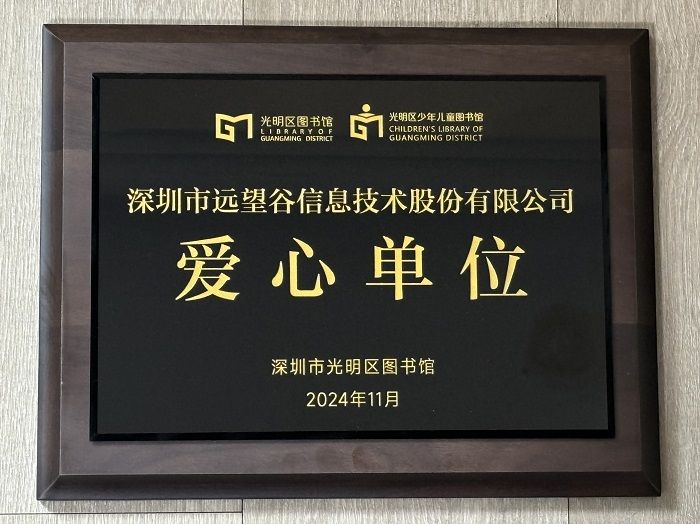 光明区图书馆
LIBRARY OF
GUANGMING DISTRICT
光明区少年儿童图书馆
CHILDREN'S LIBRARY OF
GUANGMING DISTRICT
深圳市远望谷信息技术股份有限公司
爱心单位
深圳市光明区图书馆
2024年11月